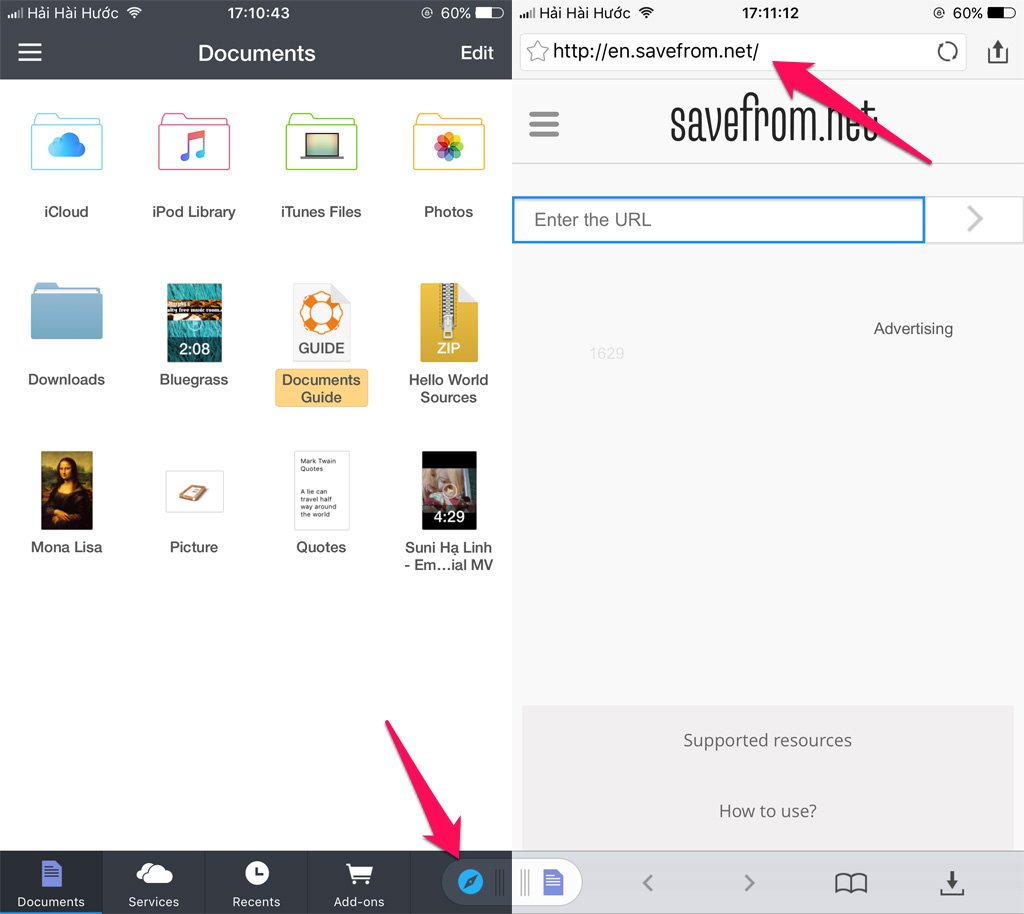 Hải Hài Hước 17:10:43 60%
Documents Edit
iCloud iPod Library iTunes Files Photos
2:08 GUIDE ZIP
Downloads Bluegrass Documents Guide Hello World Sources
Mark Twain
Quotes
A lie can
travel half
way around
the world
4:29
Mona Lisa Picture Quotes Suni Hạ Linh
- Em...ial MV
Documents Services Recents Add-ons
Hải Hài Hước 17:11:12 60%
http://en.savefrom.net/
savefrom.net
Enter the URL
Advertising
1629
Supported resources
How to use?